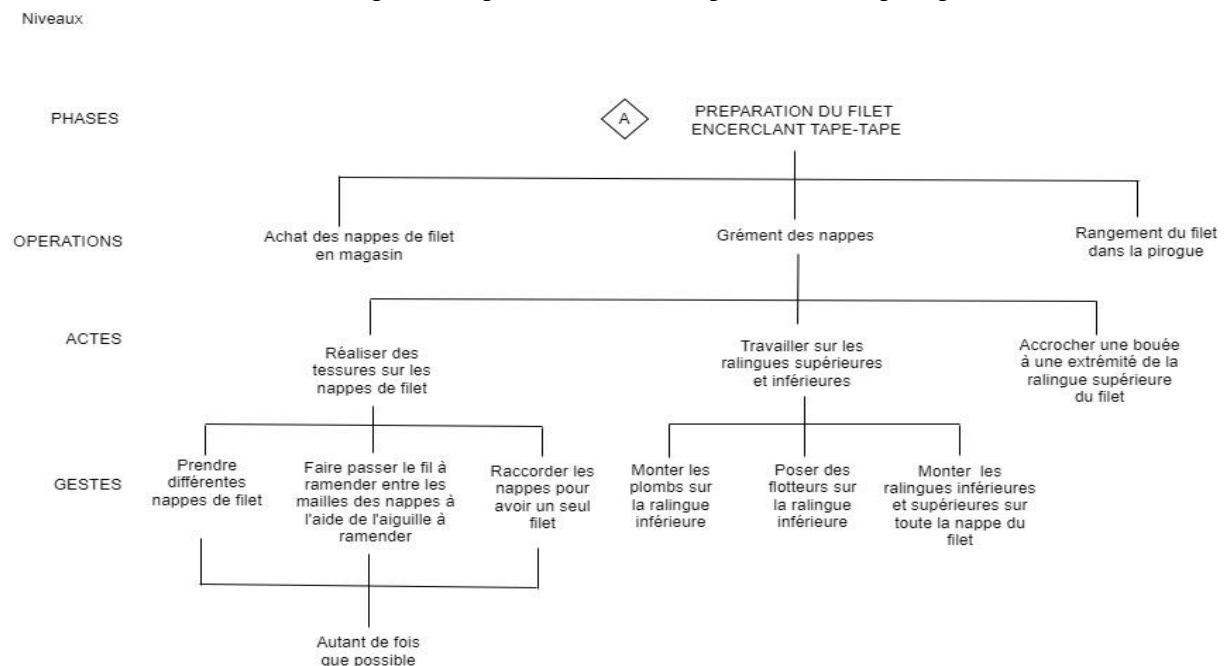 Niveaux
PHASES
A
PREPARATION DU FILET
ENCERCLANT TAPE-TAPE
OPERATIONS
Achat des nappes de filet
en magasin
Grément des nappes
Rangement du filet
dans la pirogue
ACTES
Réaliser des
tessures sur les
nappes de filet
Travailler sur les
ralingues supérieures
et inférieures
Accrocher une bouée
à une extrémité de la
ralingue supérieure
du filet
GESTES
Prendre
différentes
nappes de filet
Faire passer le fil à
ramender entre les
mailles des nappes à
l'aide de l'aiguille à
ramender
Raccorder les
nappes pour
avoir un seul
filet
Monter les
plombs sur
la ralingue
inférieure
Poser des
flotteurs sur
la ralingue
inférieure
Monter les
ralingues inférieures
et supérieures sur
toute la nappe du
filet
Autant de fois
que possible